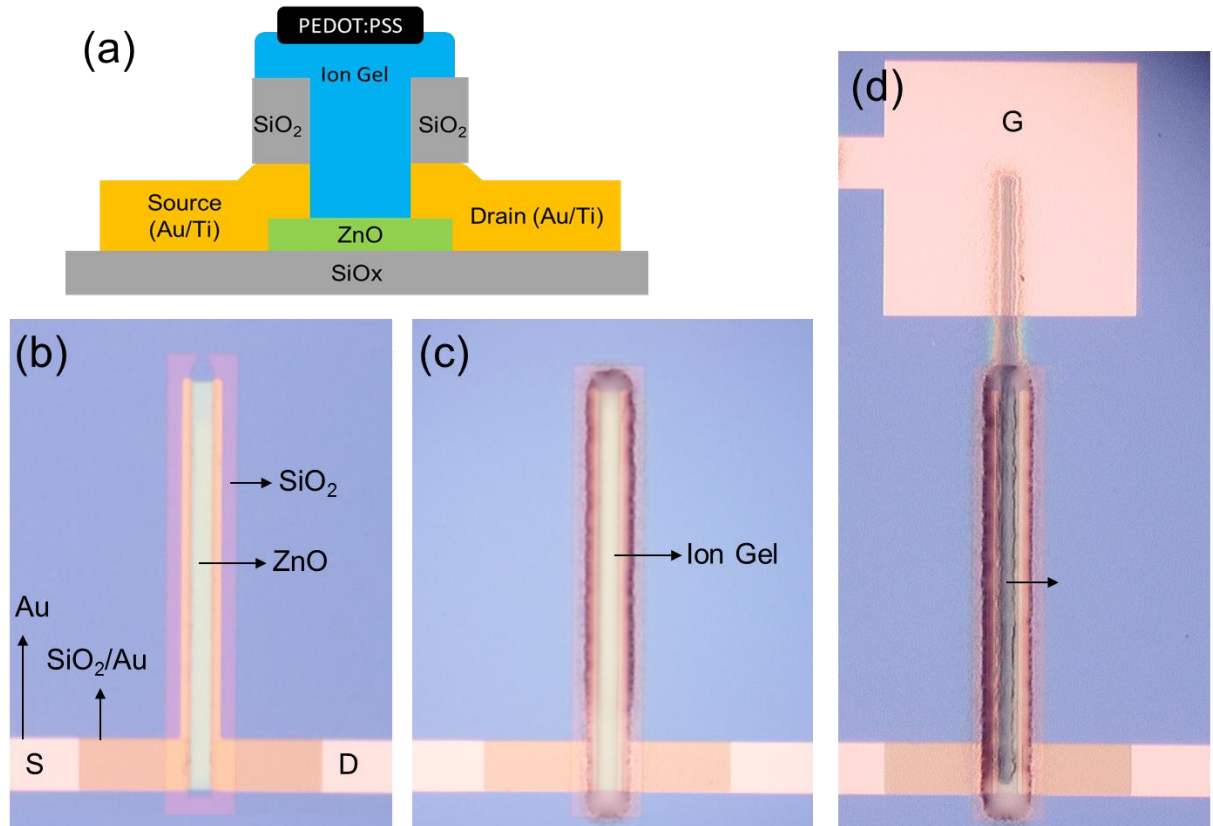 (a)
PEDOT:PSS
Ion Gel
SiO₂
SiO₂
Source
(Au/Ti)
Drain (Au/Ti)
ZnO
SiOx
(b)
SiO₂
ZnO
Au
SiO₂/Au
S
D
(c)
Ion Gel
(d)
G